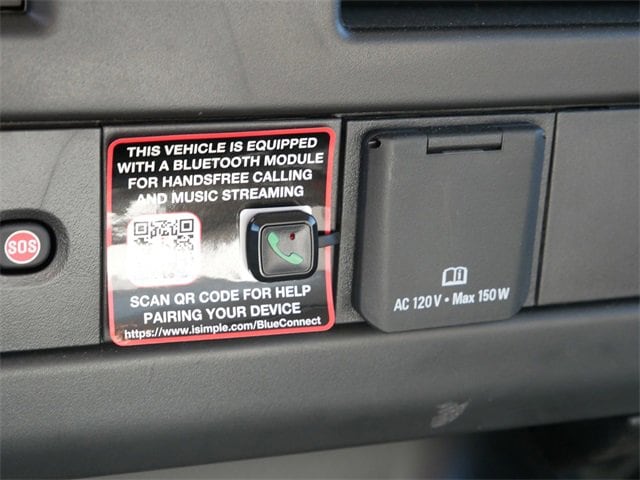 THIS VEHICLE IS EQUIPPED
WITH A BLUETOOTH MODULE
FOR HANDSFREE CALLING
AND MUSIC STREAMING
SOS
SCAN QR CODE FOR HELP
PAIRING YOUR DEVICE
https://www.isimple.com/BlueConnect
AC 120 V • Max 150 W